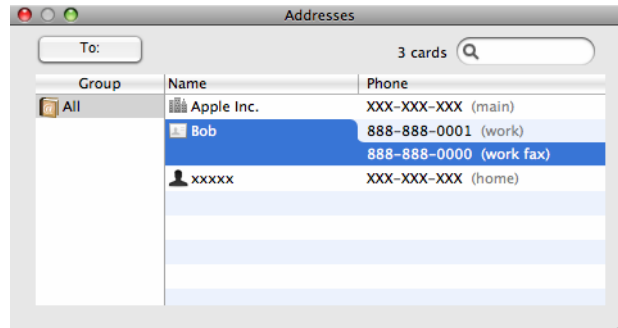 Addresses
To:
3 cards
Group Name Phone
All Apple Inc. XXX-XXX-XXX (main)
Bob 888-888-0001 (work)
888-888-0000 (work fax)
xxxxx XXX-XXX-XXX (home)